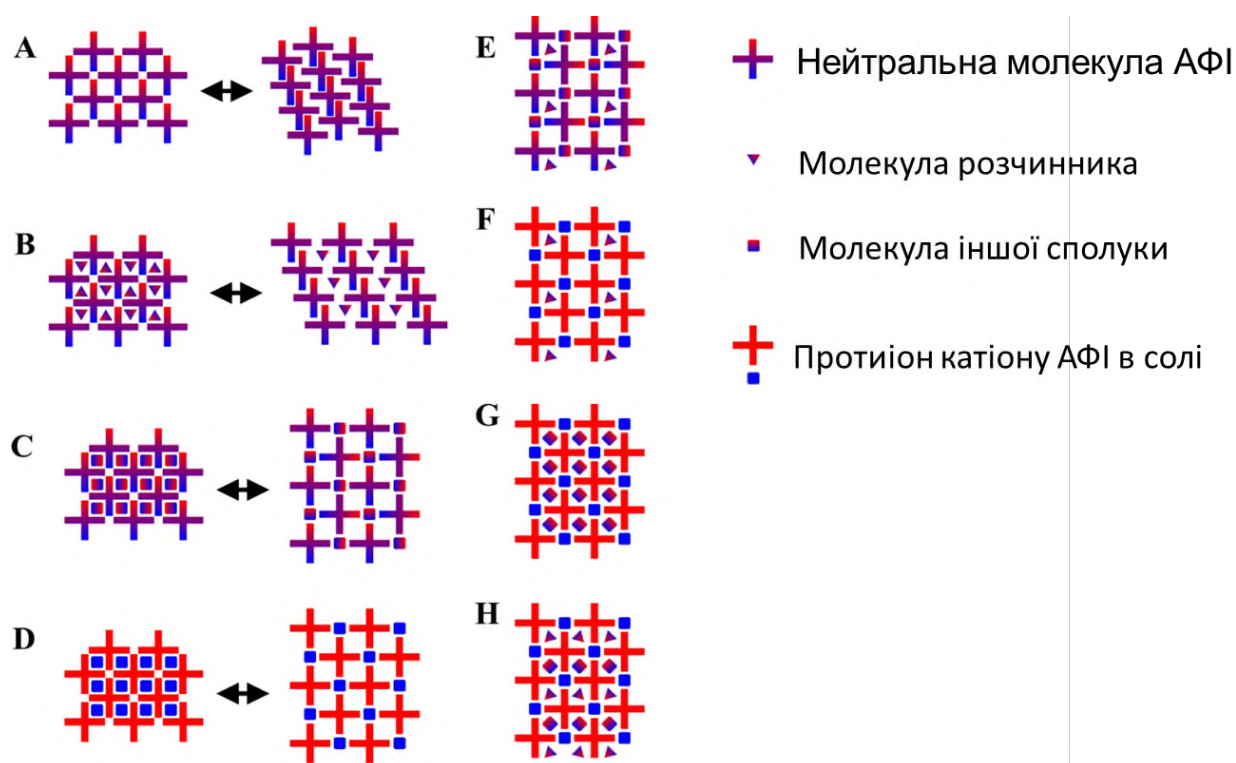 A
B
C
D
E
F
G
H
Нейтральна молекула АФІ
Молекула розчинника
Молекула іншої сполуки
Протиіон катіону АФІ в солі